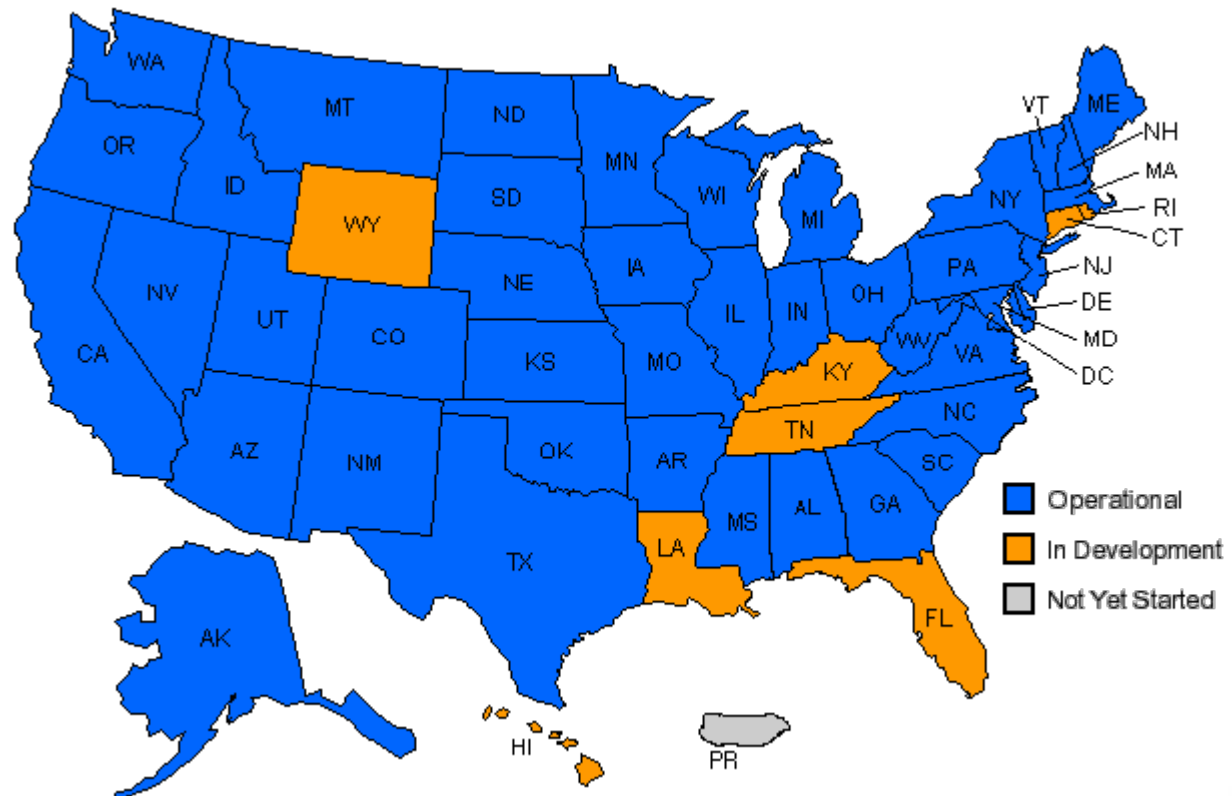 WA
MT
ND
MN
VT
ME
NH
OR
ID
SD
WI
MI
NY
MA
RI
CT
WY
NJ
IA
PA
NE
DE
NV
UT
CO
IL
IN
OH
MD
CA
KS
MO
WV
VA
DC
KY
NC
TN
AZ
NM
OK
AR
SC
MS
AL
GA
Operational
TX
LA
In Development
Not Yet Started
FL
AK
HI
PR